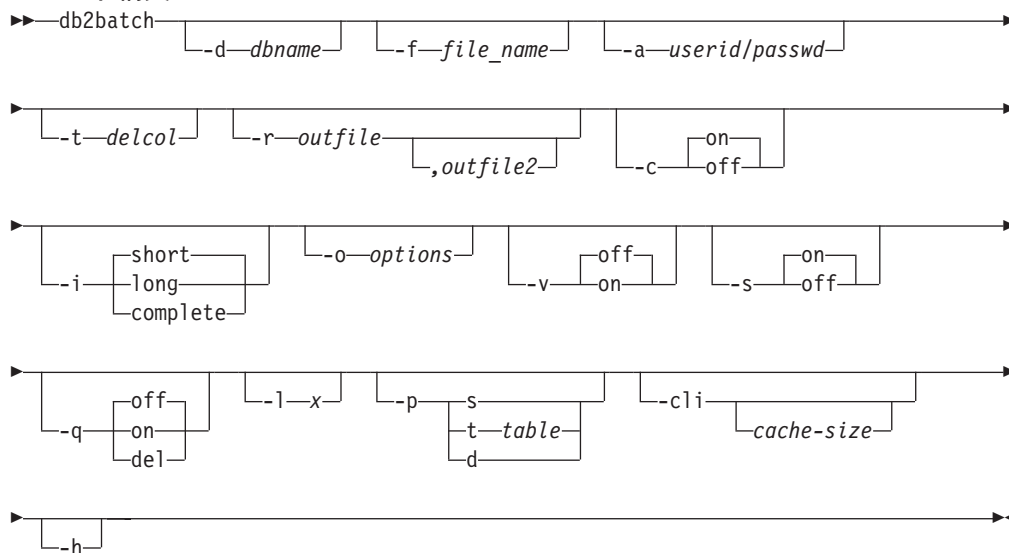 db2batch -d dbname -f file_name -a userid/passwd
-t delcol -r outfile ,outfile2 -c on off
-i short long complete -o options -v off on -s on off
-q off on del -l x -p s t table d -cli cache-size
-h